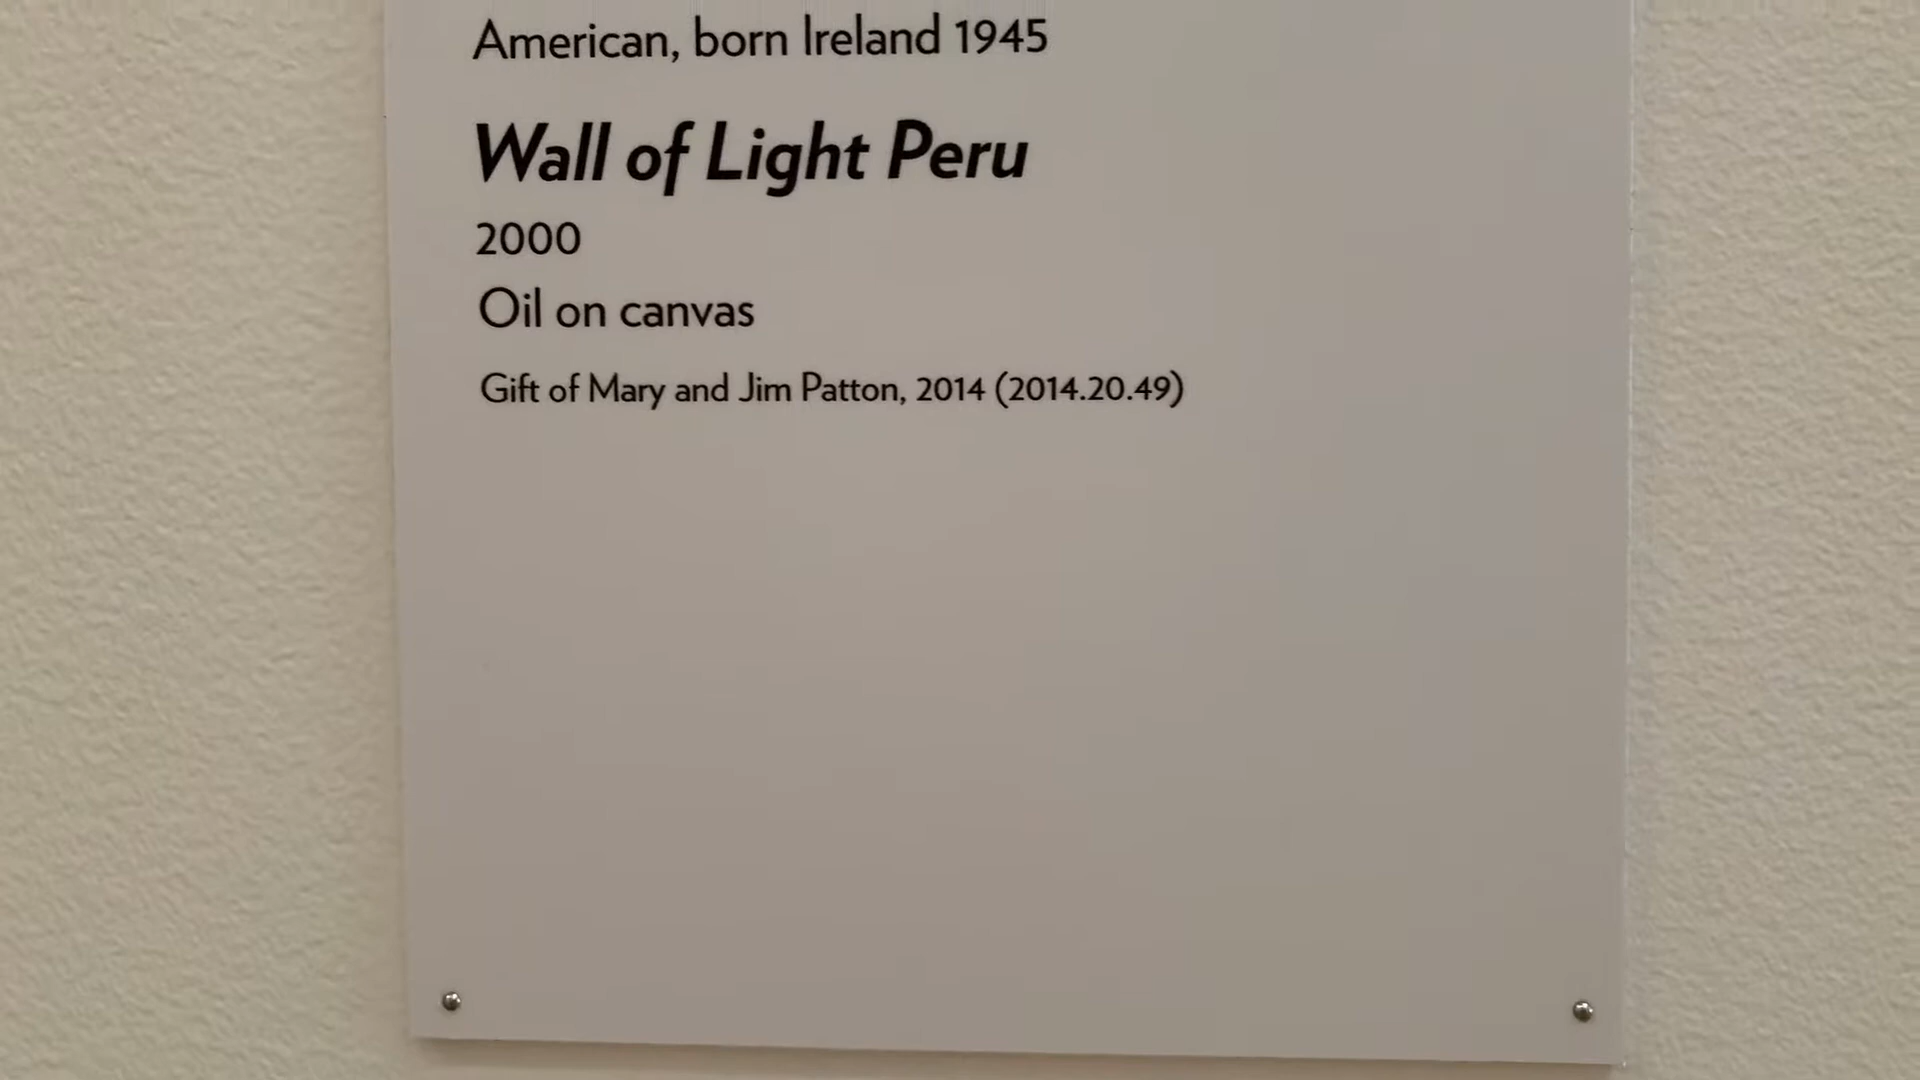 American, born Ireland 1945
Wall of Light Peru
2000
Oil on canvas
Gift of Mary and Jim Patton, 2014 (2014.20.49)